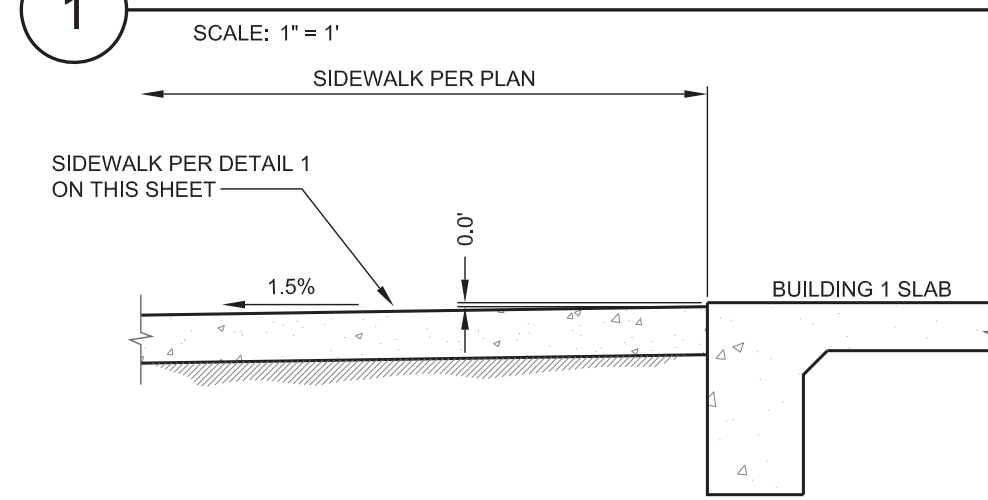 1
SCALE: 1" = 1'
SIDEWALK PER PLAN
SIDEWALK PER DETAIL 1
ON THIS SHEET
0.0'
1.5%
BUILDING 1 SLAB